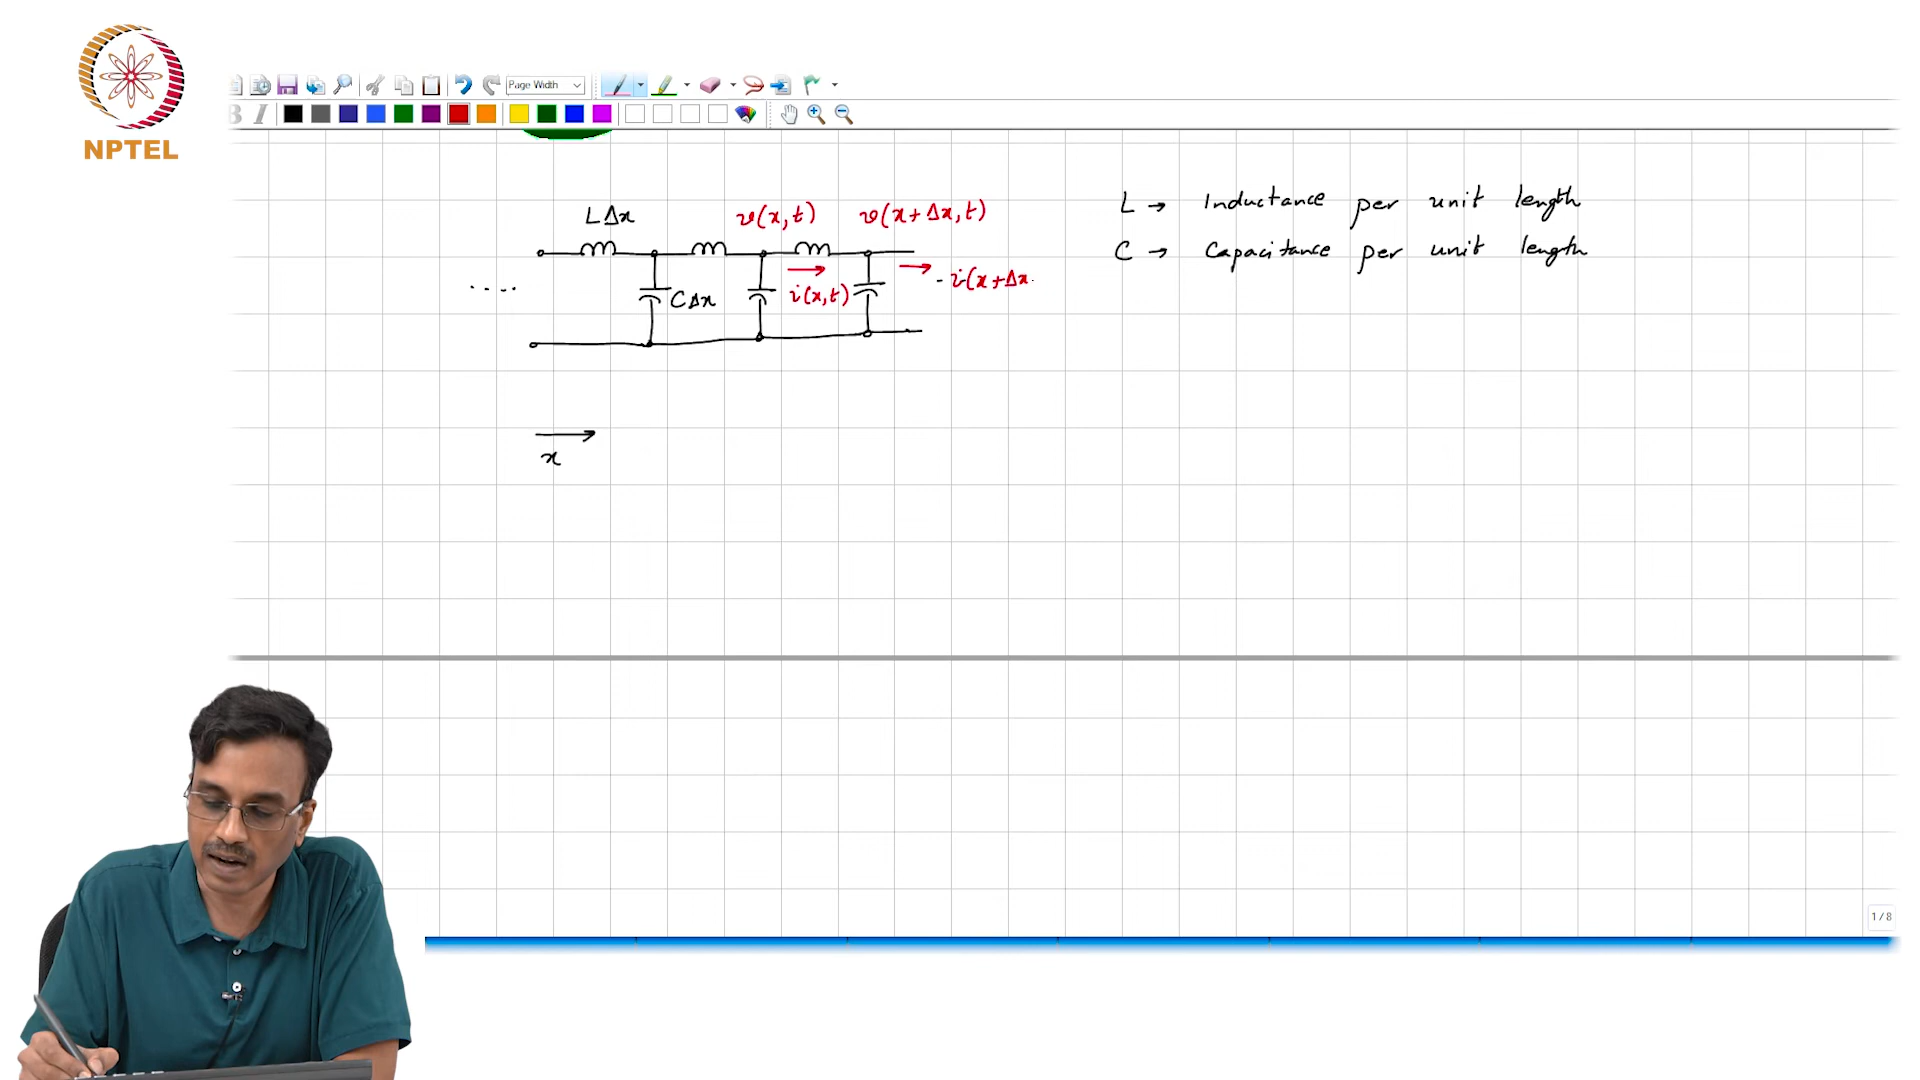 NPTEL
Page Width
B I
LΔx
v(x,t)
v(x+Δx,t)
L → Inductance per unit length
C → Capacitance per unit length
....
CΔx
i(x,t)
i(x+Δx
x
1 / 8